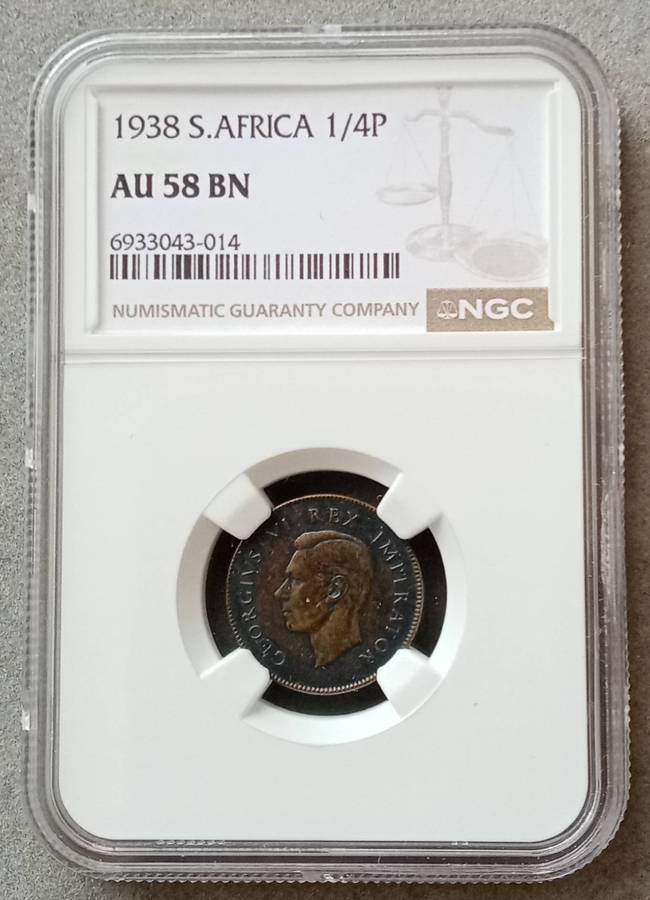 1938 S.AFRICA 1/4P
AU 58 BN
6933043-014
NUMISMATIC GUARANTY COMPANY NGC
GEORGIVS VI REX IMPERATOR